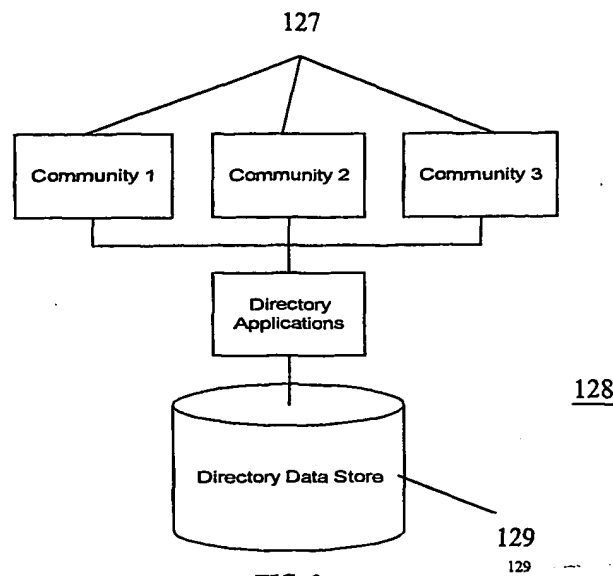 127
Community 1
Community 2
Community 3
Directory
Applications
128
Directory Data Store
129
129